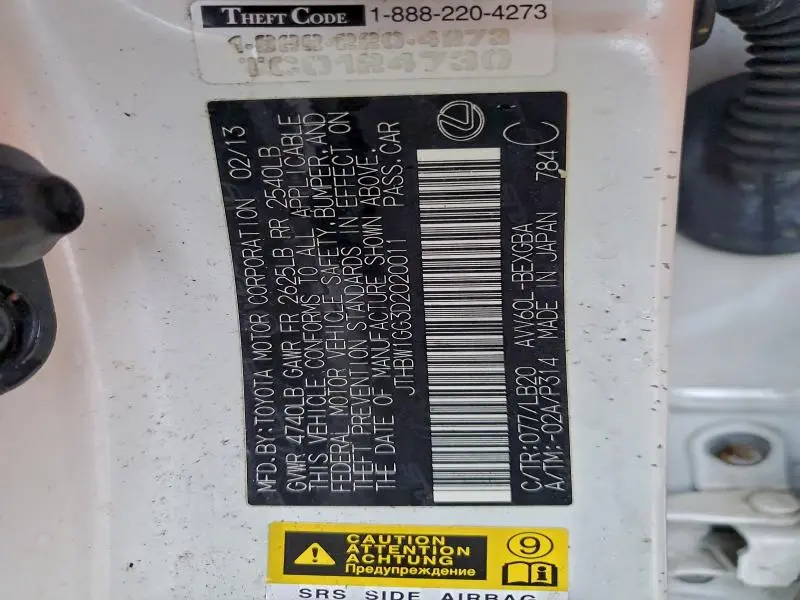 THEFT CODE 1-888-220-4273
1-888-220-4273
TC0124730
MFD.BY:TOYOTA MOTOR CORPORATION 02/13
GVWR 4740LB GAWR FR 2625LB RR 2540LB
THIS VEHICLE CONFORMS TO ALL APPLICABLE
FEDERAL MOTOR VEHICLE SAFETY,BUMPER,AND
THEFT PREVENTION STANDARDS IN EFFECT ON
THE DATE OF MANUFACTURE SHOWN ABOVE.
JTHBW1GG3D2020011 PASS.CAR
C/TR:077/LB20 AVV60L-BEXGBA
A/TM:-02A/P314 MADE IN JAPAN 784 C
CAUTION
ATTENTION
ACHTUNG
Предупреждение
9
i
SRS SIDE AIRBAG